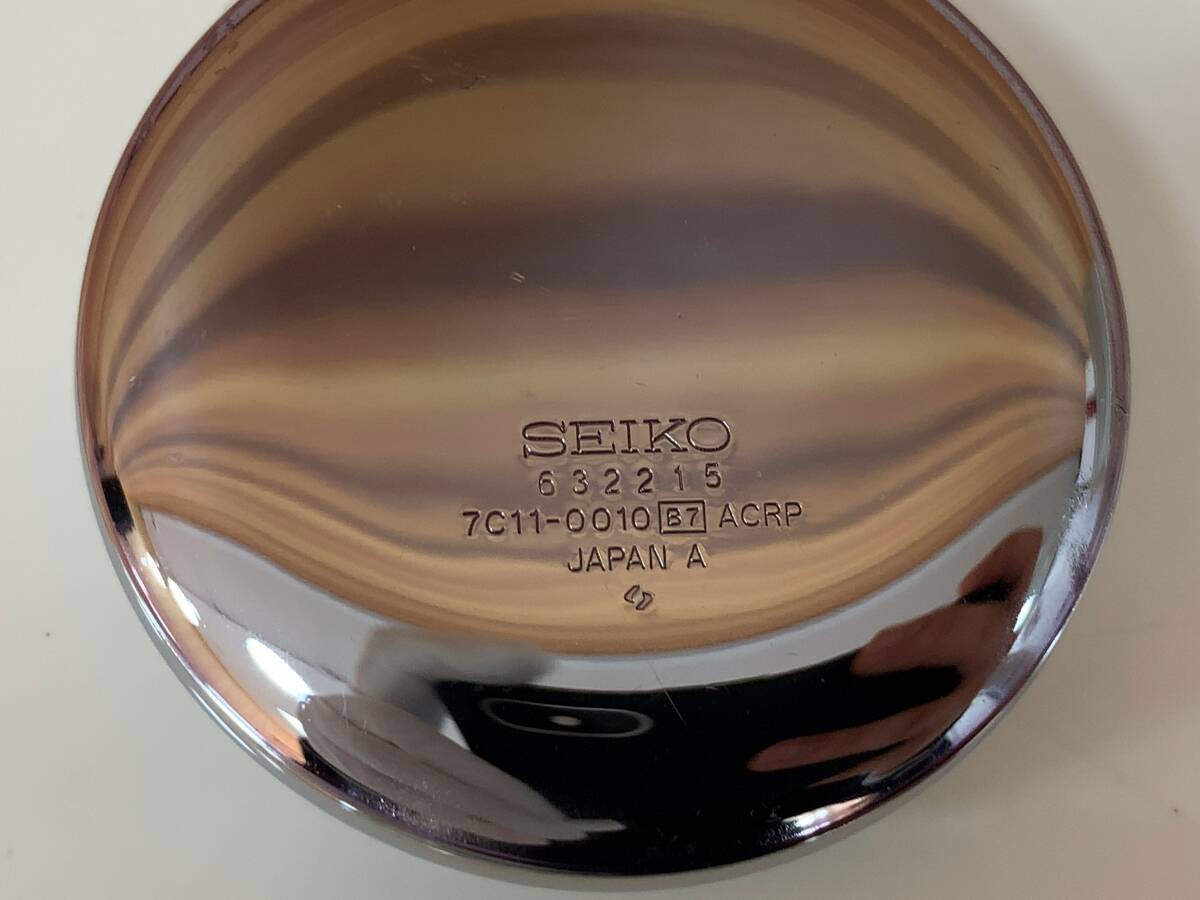 SEIKO
632215
7C11-0010 B7 ACRP
JAPAN A